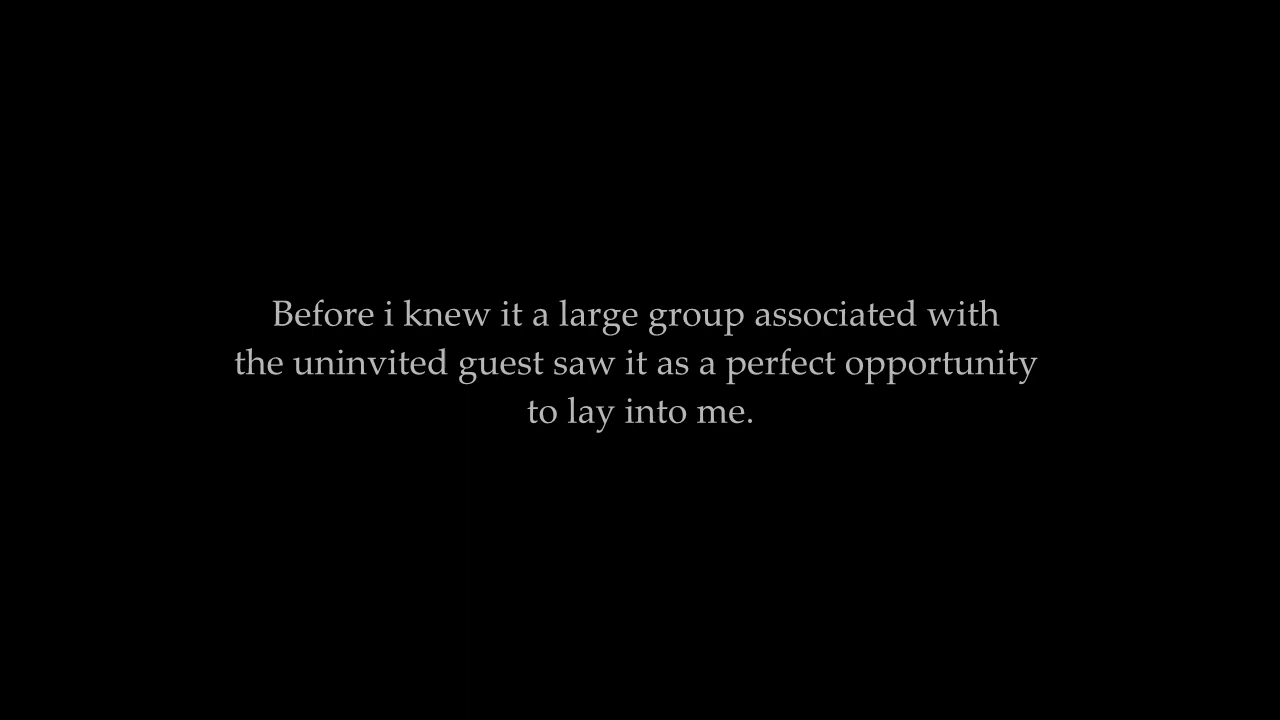 Before i knew it a large group associated with
the uninvited guest saw it as a perfect opportunity
to lay into me.